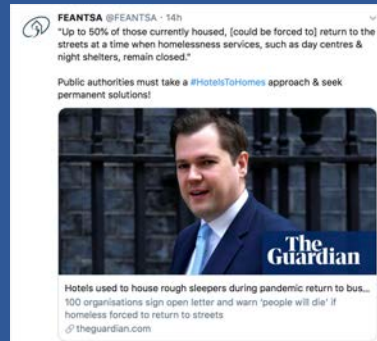 FEANTSA @FEANTSA · 14h
"Up to 50% of those currently housed, [could be forced to] return to the
streets at a time when homelessness services, such as day centres &
night shelters, remain closed."
Public authorities must take a #HotelsToHomes approach & seek
permanent solutions!
The
Guardian
Hotels used to house rough sleepers during pandemic return to bus...
100 organisations sign open letter and warn 'people will die' if
homeless forced to return to streets
theguardian.com